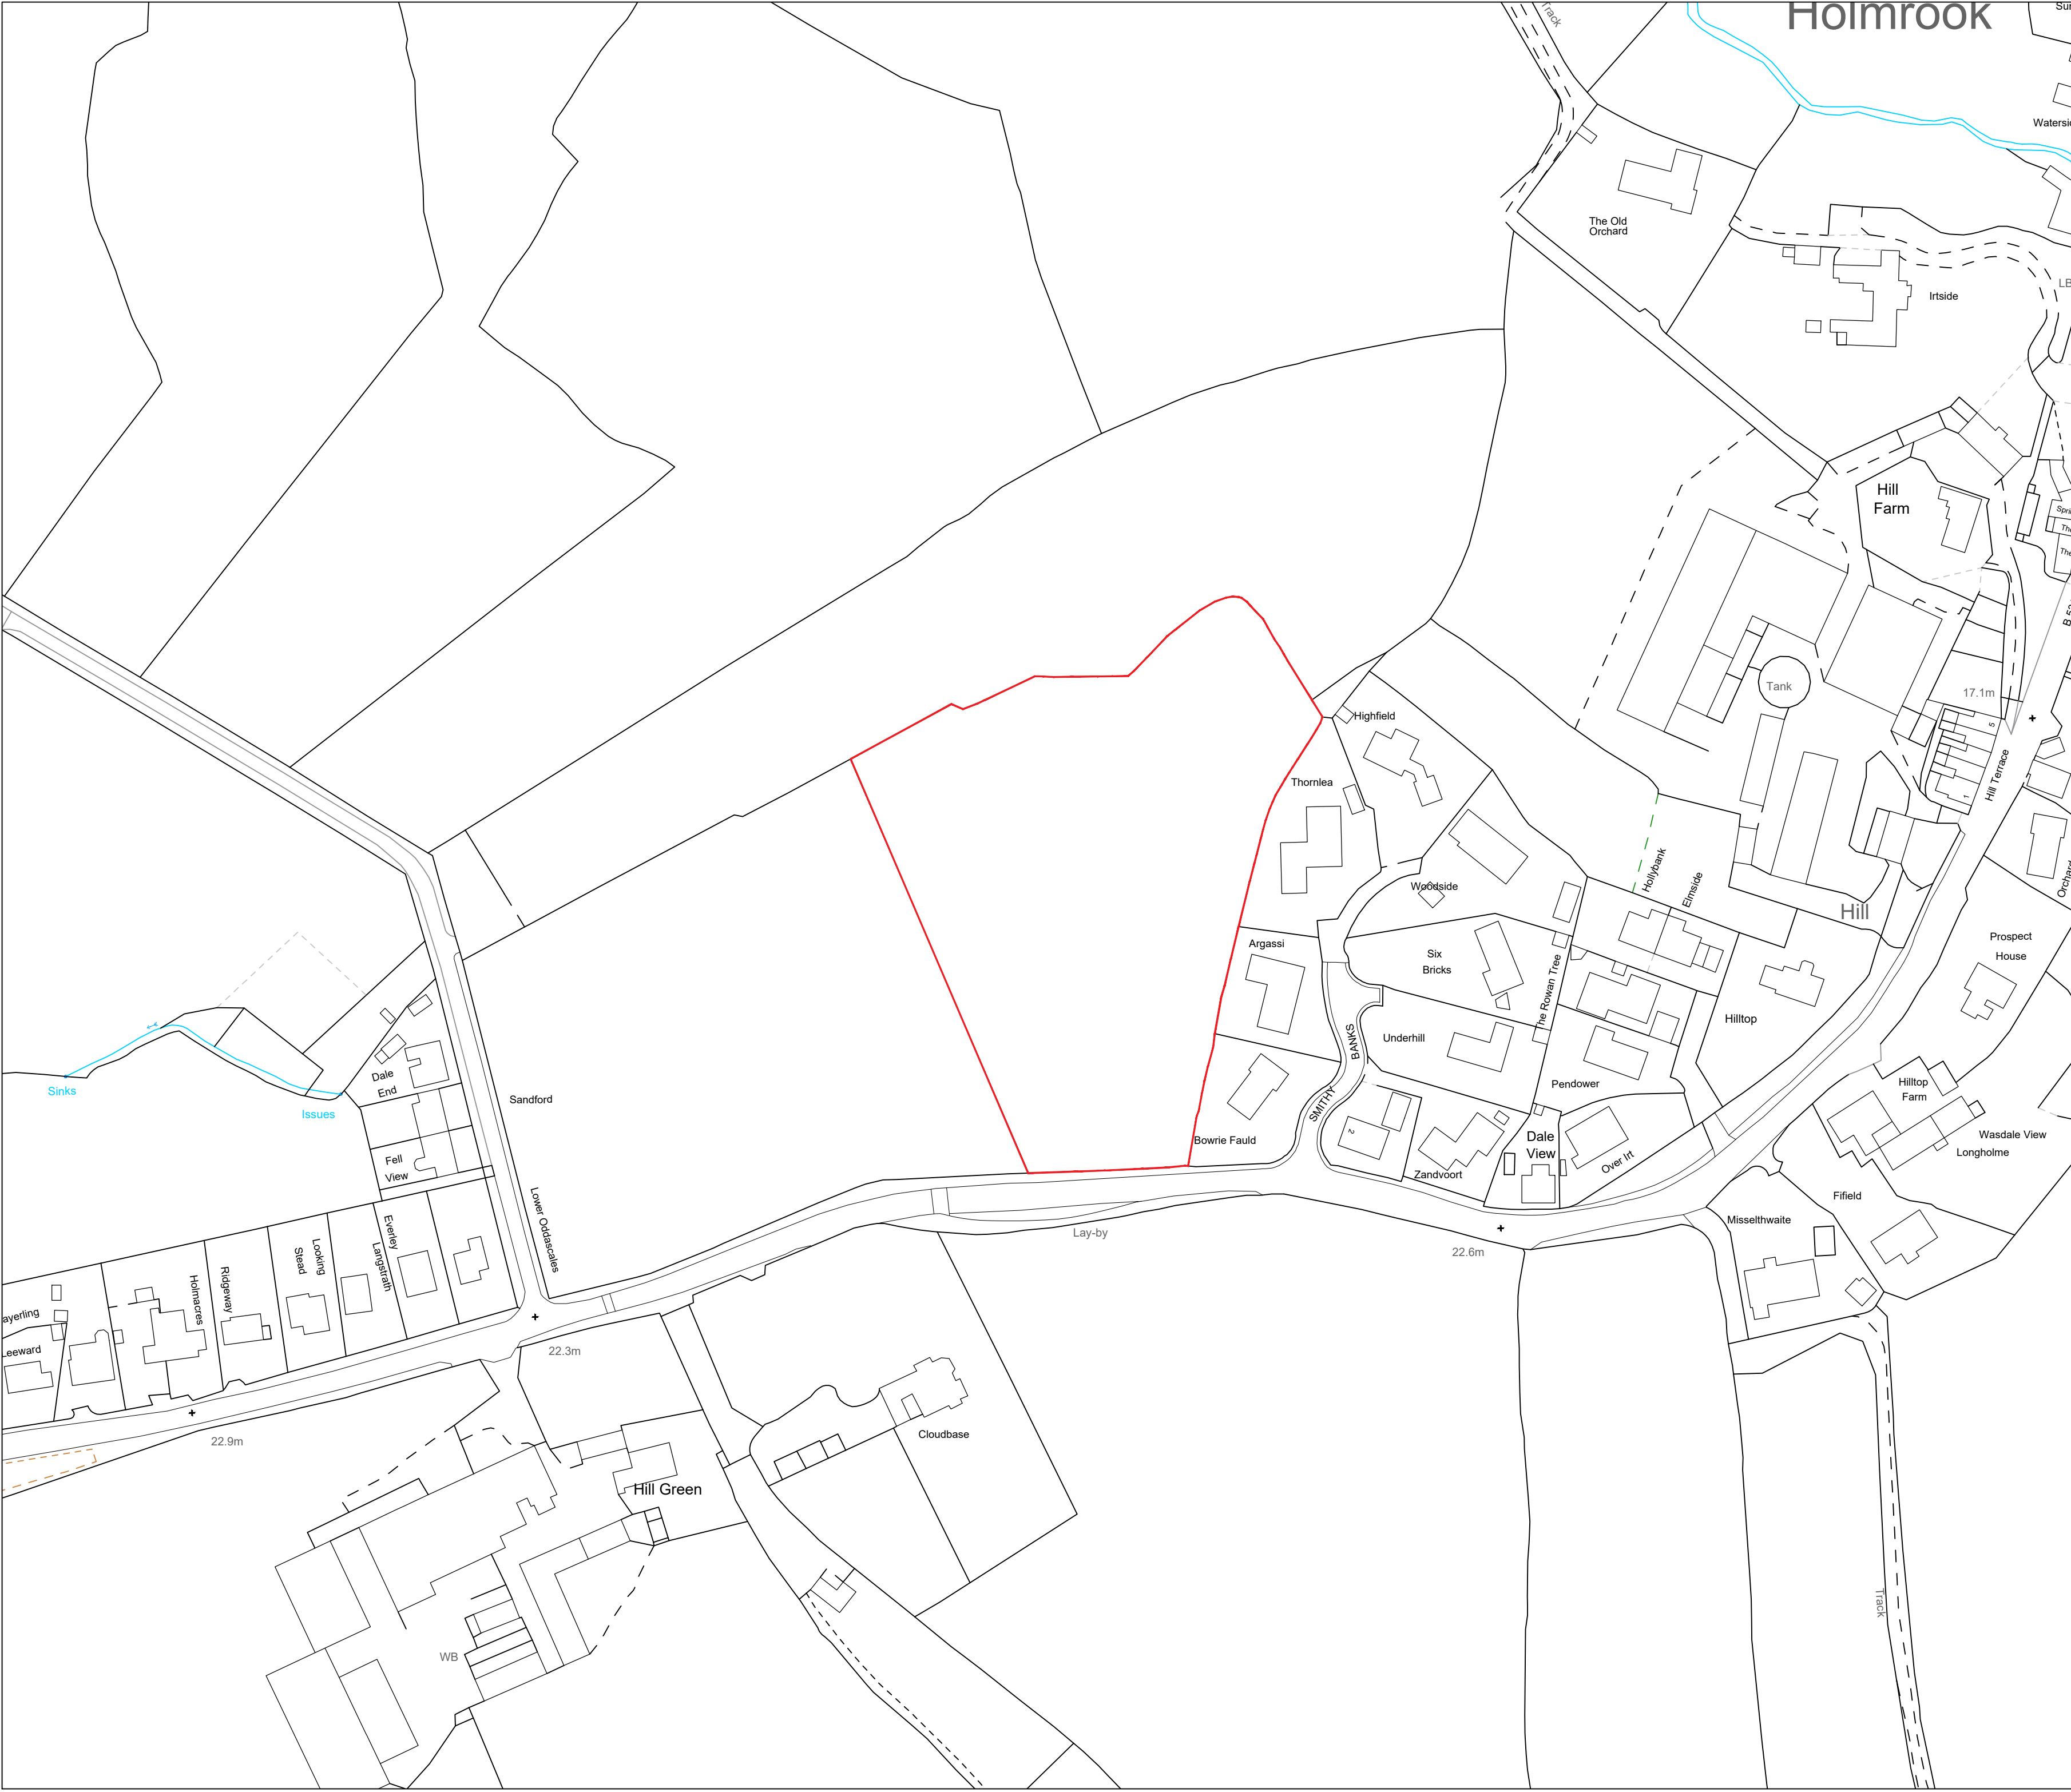 Track
Holmrook
The Old
Orchard
Irtside
Hill
Farm
Tank
17.1m
Highfield
Thornlea
5
1
Hill Terrace
Hollybank
Elmside
Woodside
Hill
Argassi
Six
Bricks
The Rowan Tree
Prospect
House
Hilltop
Underhill
SMITHY BANKS
Sinks
Issues
Dale
End
Sandford
Pendower
Hilltop
Farm
2
Bowrie Fauld
Dale
View
Wasdale View
Longholme
Over Irt
Zandvoort
Fell
View
Fifield
Lower Oddascales
Misselthwaite
Lay-by
22.6m
Everley
Langstrath
Looking
Stead
Ridgeway
Holmacres
Leeward
22.3m
22.9m
Cloudbase
Hill Green
Track
WB